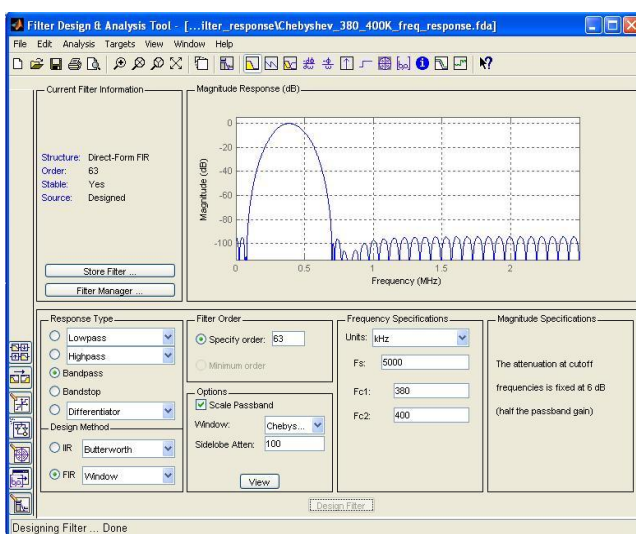 Filter Design & Analysis Tool - [...ilter_response\Chebyshev_380_400K_freq_response.fda]
File Edit Analysis Targets View Window Help
Current Filter Information
Structure: Direct-Form FIR
Order: 63
Stable: Yes
Source: Designed
Store Filter ...
Filter Manager ...
Magnitude Response (dB)
Magnitude (dB)
0
-20
-40
-60
-80
-100
0 0.5 1 1.5 2
Frequency (MHz)
Response Type
Lowpass
Highpass
Bandpass
Bandstop
Differentiator
Design Method
IIR Butterworth
FIR Window
Filter Order
Specify order: 63
Minimum order
Options
Scale Passband
Window: Chebys...
Sidelobe Atten: 100
View
Frequency Specifications
Units: kHz
Fs: 5000
Fc1: 380
Fc2: 400
Magnitude Specifications
The attenuation at cutoff
frequencies is fixed at 6 dB
(half the passband gain)
Design Filter
Designing Filter ... Done